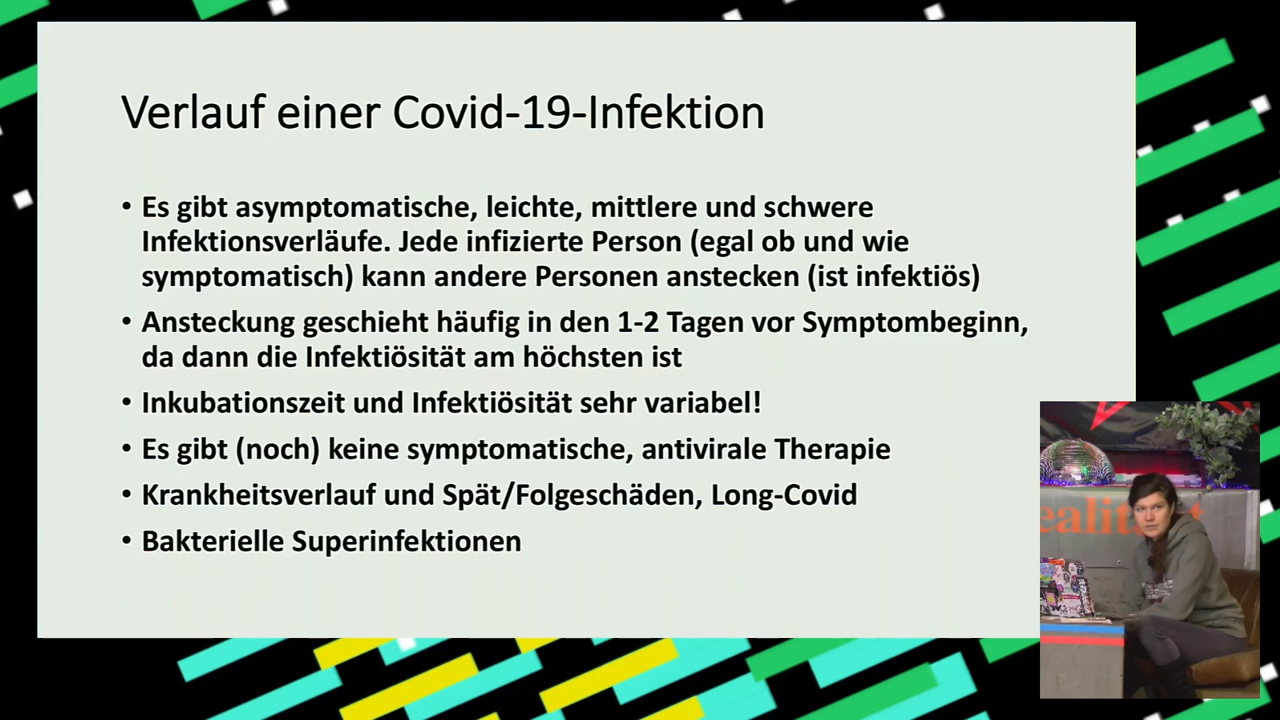 Verlauf einer Covid-19-Infektion
• Es gibt asymptomatische, leichte, mittlere und schwere
Infektionsverläufe. Jede infizierte Person (egal ob und wie
symptomatisch) kann andere Personen anstecken (ist infektiös)
• Ansteckung geschieht häufig in den 1-2 Tagen vor Symptombeginn,
da dann die Infektiösität am höchsten ist
• Inkubationszeit und Infektiösität sehr variabel!
• Es gibt (noch) keine symptomatische, antivirale Therapie
• Krankheitsverlauf und Spät/Folgeschäden, Long-Covid
• Bakterielle Superinfektionen